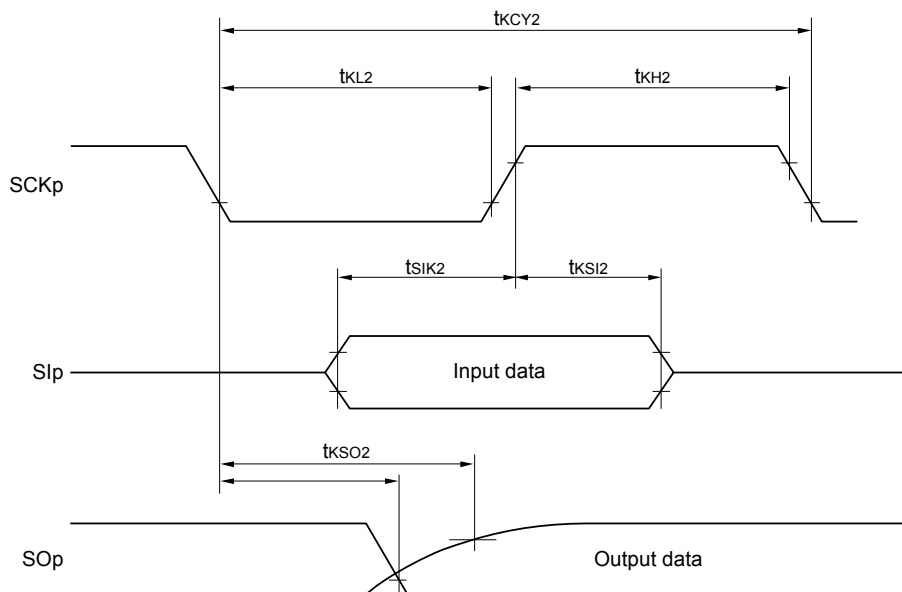 tKCY2
tKL2
tKH2
SCKp
tSIK2
tKSI2
SIp
Input data
tKSO2
SOp
Output data